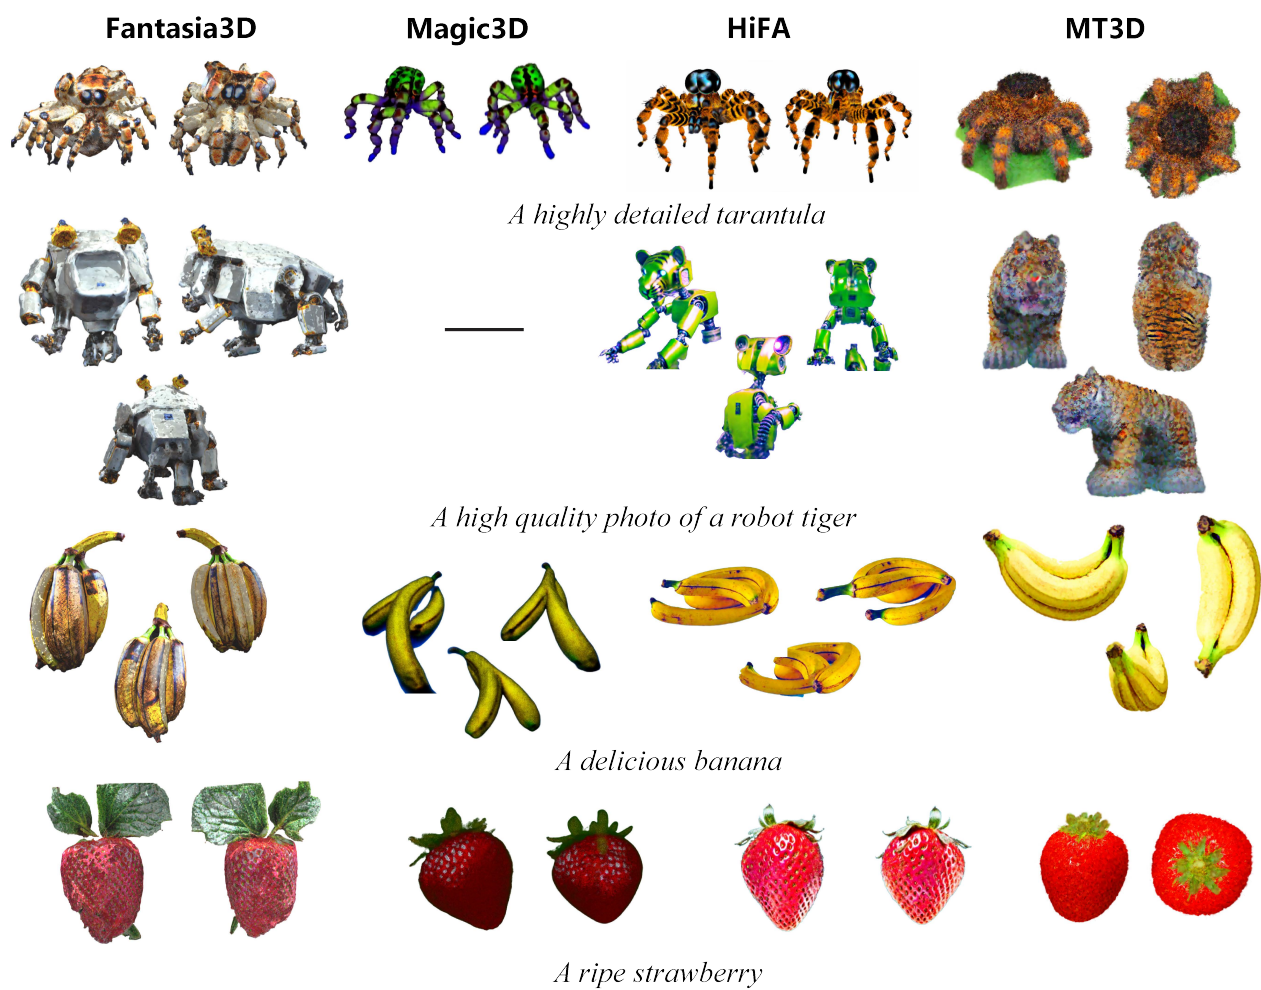 Fantasia3D Magic3D HiFA MT3D
A highly detailed tarantula
A high quality photo of a robot tiger
A delicious banana
A ripe strawberry